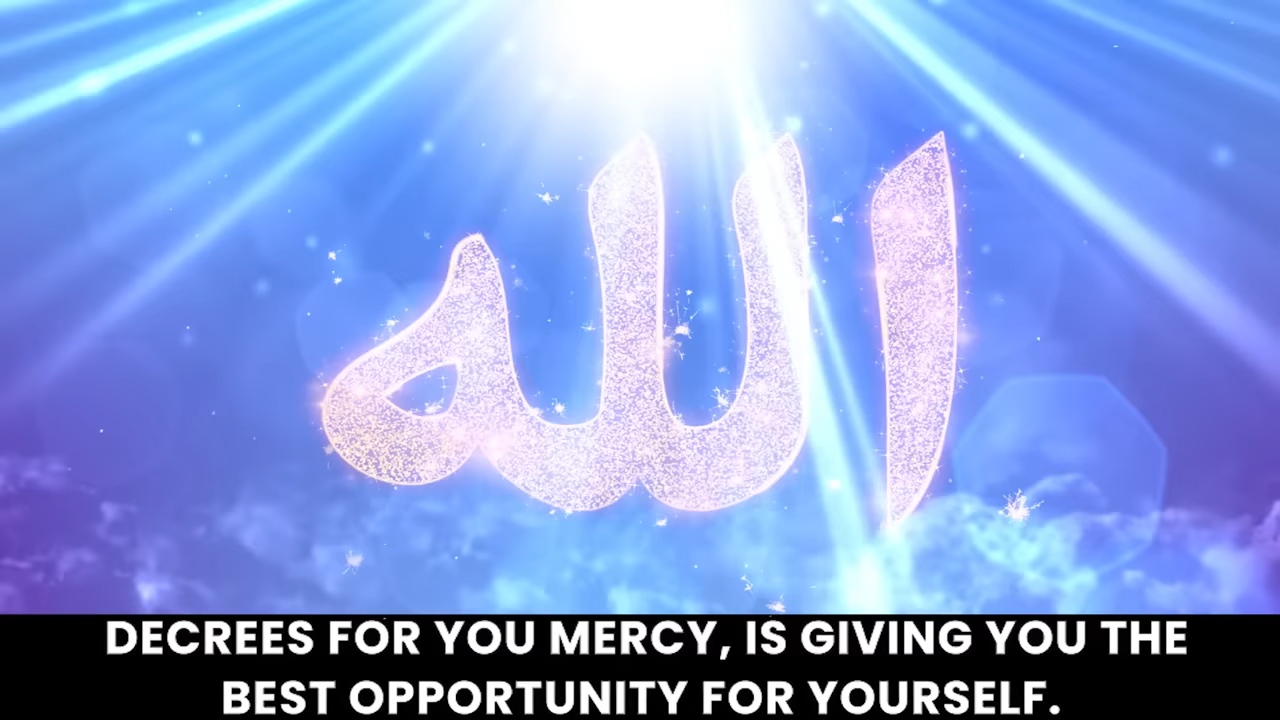 الله
DECREES FOR YOU MERCY, IS GIVING YOU THE
BEST OPPORTUNITY FOR YOURSELF.